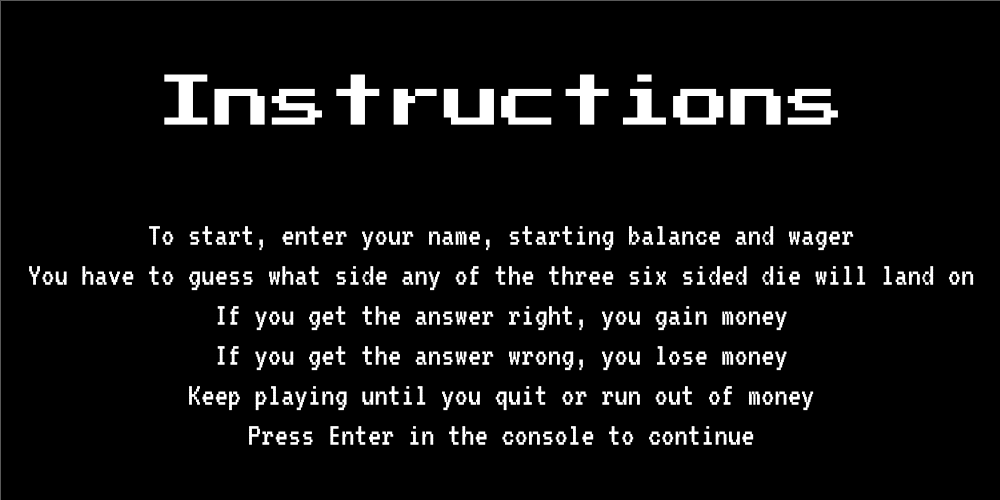 Instructions
To start, enter your name, starting balance and wager
You have to guess what side any of the three six sided die will land on
If you get the answer right, you gain money
If you get the answer wrong, you lose money
Keep playing until you quit or run out of money
Press Enter in the console to continue